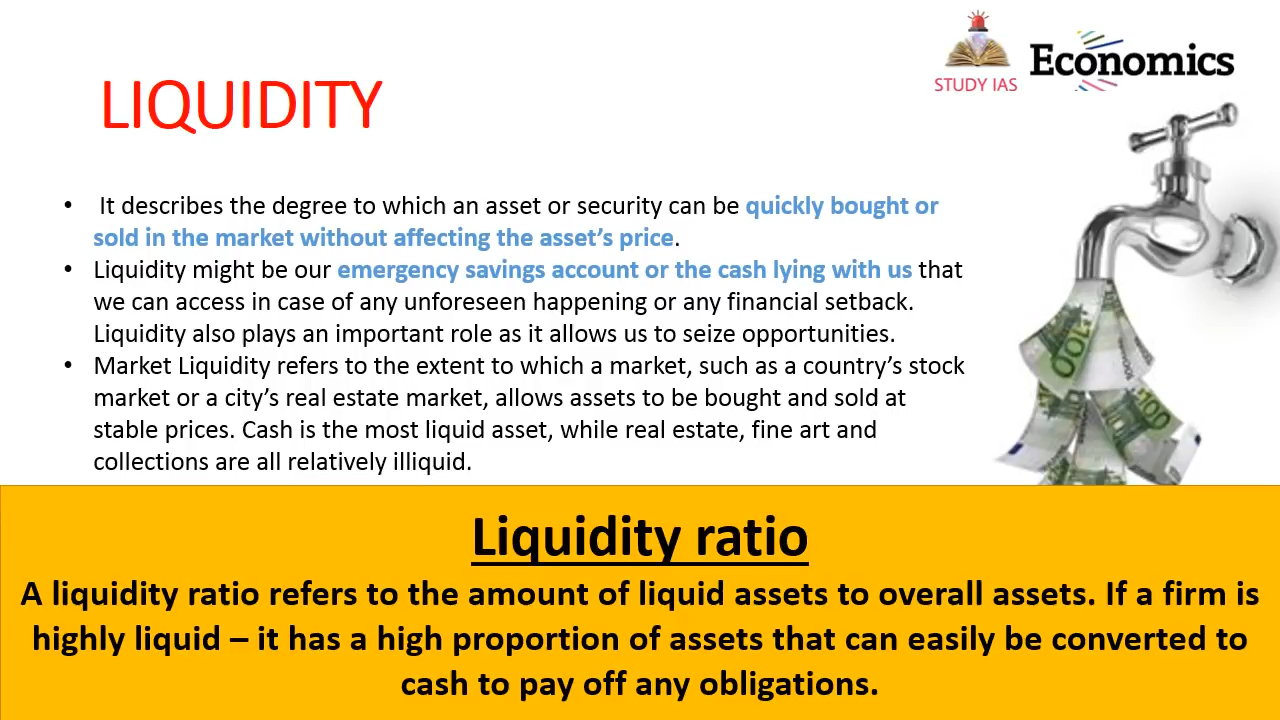 STUDY IAS
Economics
LIQUIDITY
• It describes the degree to which an asset or security can be quickly bought or
sold in the market without affecting the asset’s price.
• Liquidity might be our emergency savings account or the cash lying with us that
we can access in case of any unforeseen happening or any financial setback.
Liquidity also plays an important role as it allows us to seize opportunities.
• Market Liquidity refers to the extent to which a market, such as a country’s stock
market or a city’s real estate market, allows assets to be bought and sold at
stable prices. Cash is the most liquid asset, while real estate, fine art and
collections are all relatively illiquid.
100
100
Liquidity ratio
A liquidity ratio refers to the amount of liquid assets to overall assets. If a firm is
highly liquid – it has a high proportion of assets that can easily be converted to
cash to pay off any obligations.